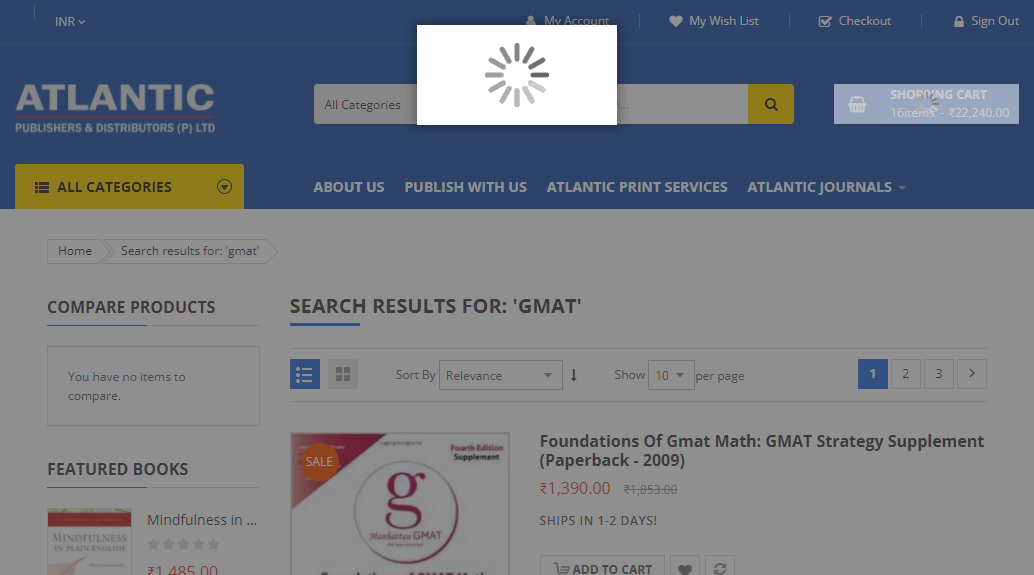 INR
My Account
My Wish List
Checkout
Sign Out
ATLANTIC
PUBLISHERS & DISTRIBUTORS (P) LTD
All Categories
SHOPPING CART
16items - ₹22,240.00
ALL CATEGORIES
ABOUT US
PUBLISH WITH US
ATLANTIC PRINT SERVICES
ATLANTIC JOURNALS
Home
Search results for: 'gmat'
COMPARE PRODUCTS
You have no items to
compare.
FEATURED BOOKS
MINDFULNESS
IN PLAIN ENGLISH
Mindfulness in ...
₹1,485.00
SEARCH RESULTS FOR: 'GMAT'
Sort By
Relevance
Show
10
per page
1
2
3
SALE
Fourth Edition
Supplement
g
Manhattan GMAT
Foundations of GMAT Math
Foundations Of Gmat Math: GMAT Strategy Supplement
(Paperback - 2009)
₹1,390.00 ₹1,853.00
SHIPS IN 1-2 DAYS!
ADD TO CART